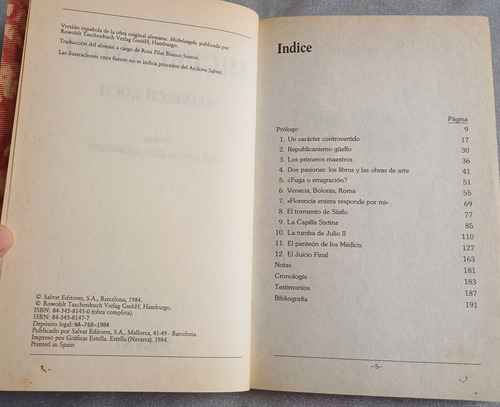 Versión española de la obra original alemana: Michelangelo, publicada por
Rowohlt Taschenbuch Verlag GmbH, Hamburgo.
Traducción del alemán a cargo de Rosa Pilar Blanco Santos.
Las ilustraciones cuya fuente no se indica proceden del Archivo Salvat.
© Salvat Editores, S.A., Barcelona, 1984.
© Rowohlt Taschenbuch Verlag GmbH, Hamburgo.
ISBN: 84-345-8145-0 (obra completa).
ISBN: 84-345-8147-7
Depósito legal: NA-768-1984
Publicado por Salvat Editores, S.A., Mallorca, 41-49 - Barcelona.
Impreso por Gráficas Estella. Estella (Navarra), 1984.
Printed in Spain
Indice
Página
Prólogo 9
1. Un carácter controvertido 17
2. Republicanismo güelfo 30
3. Los primeros maestros 36
4. Dos pasiones: los libros y las obras de arte 41
5. ¿Fuga o emigración? 51
6. Venecia, Bolonia, Roma 55
7. «Florencia entera responde por mí» 69
8. El tormento de Sísifo 77
9. La Capilla Sixtina 85
10. La tumba de Julio II 110
11. El panteón de los Médicis 127
12. El Juicio Final 163
Notas 181
Cronología 183
Testimonios 187
Bibliografía 191
—5—